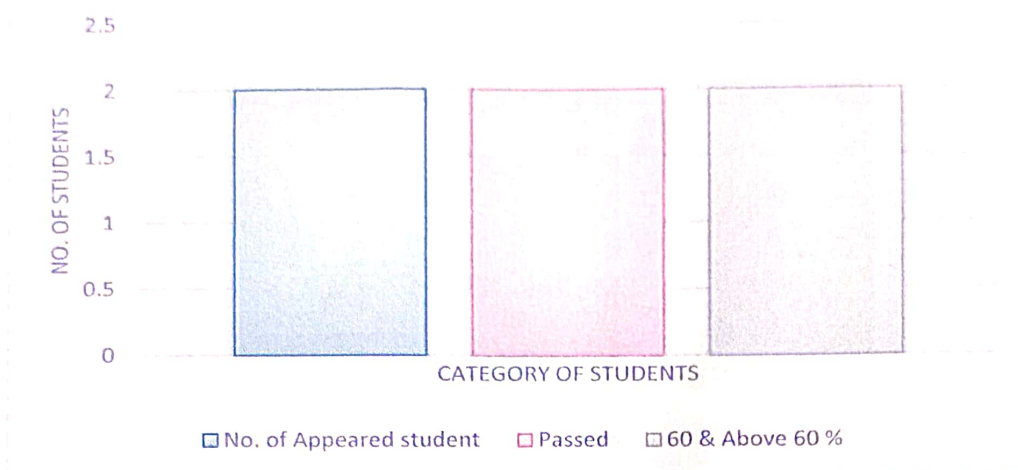 2.5
2
1.5
1
0.5
0
NO. OF STUDENTS
CATEGORY OF STUDENTS
No. of Appeared student
Passed
60 & Above 60 %